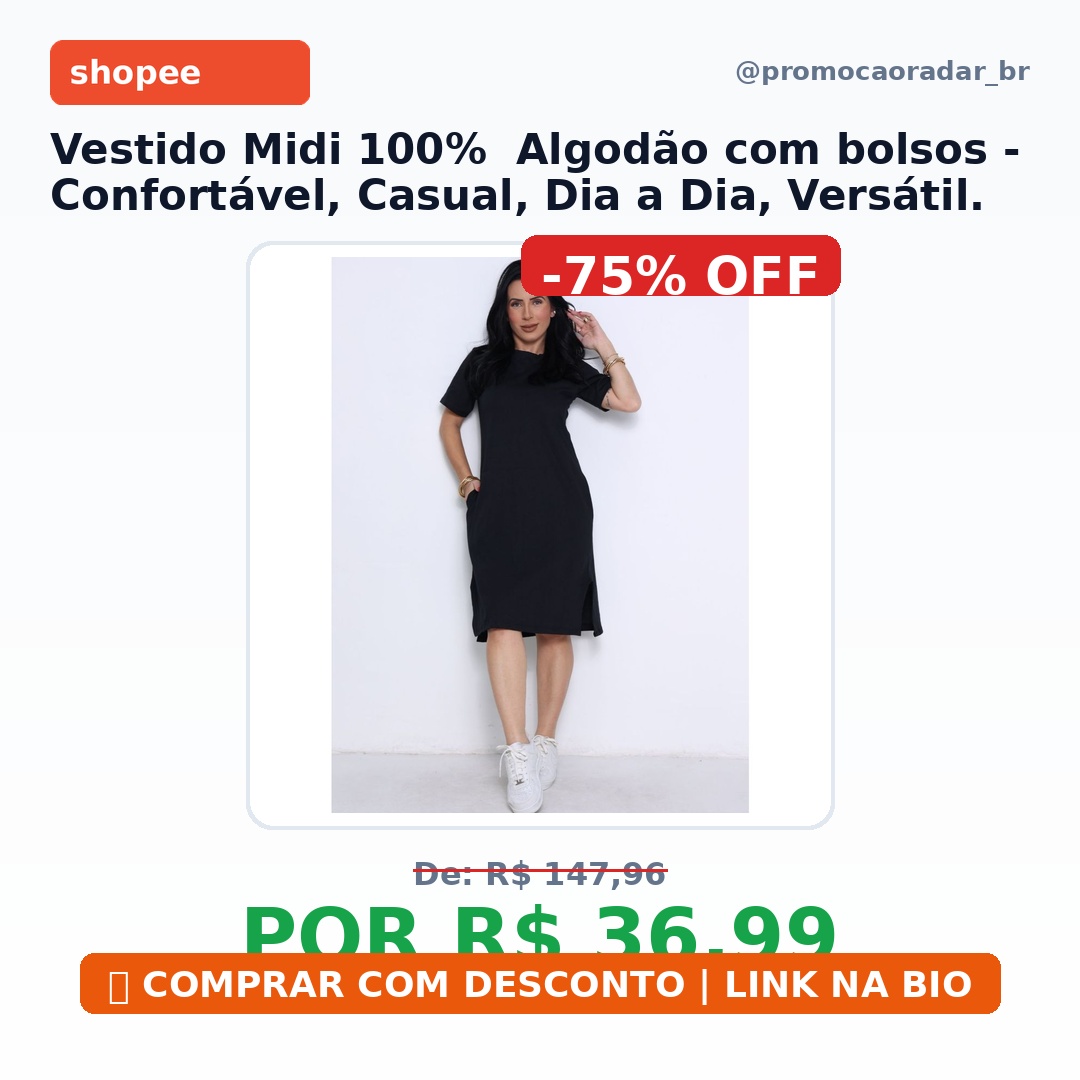 shopee
@promocaoradar_br
Vestido Midi 100%  Algodão com bolsos -
Confortável, Casual, Dia a Dia, Versátil.
-75% OFF
De: R$ 147,96
POR R$ 36,99
COMPRAR COM DESCONTO | LINK NA BIO